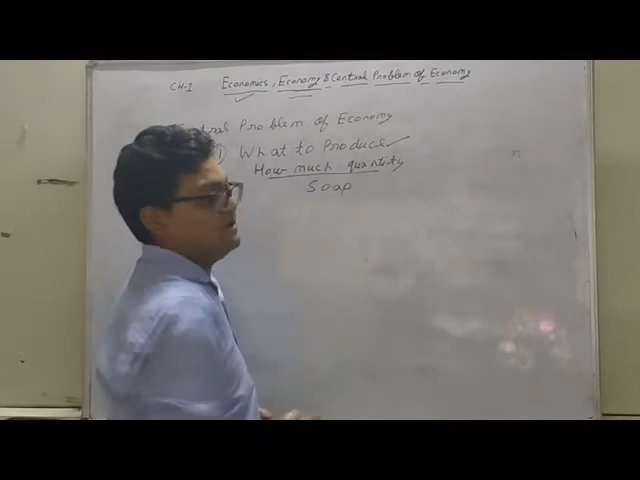 CH-1 Economics, Economy & Central Problem of Economy
Central Problem of Economy
1) What to Produce
How much quantity
Soap